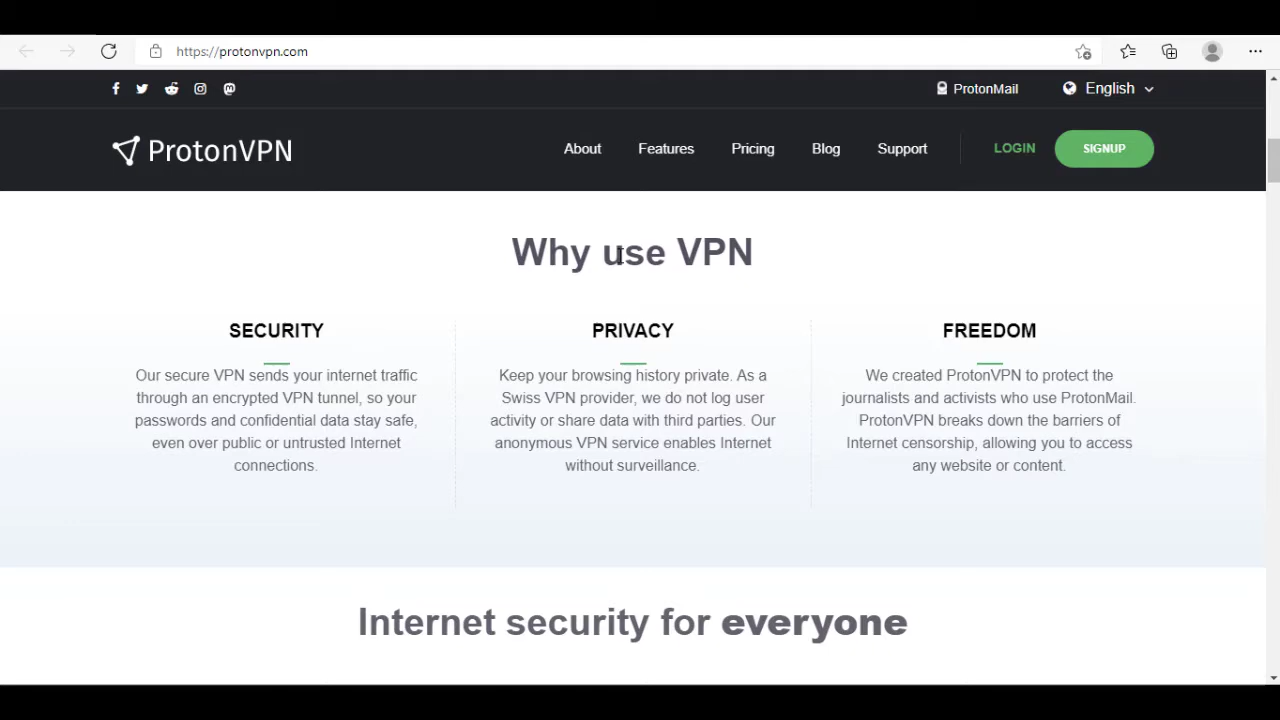 https://protonvpn.com
ProtonMail
English
ProtonVPN
About
Features
Pricing
Blog
Support
LOGIN
SIGNUP
Why use VPN
SECURITY
Our secure VPN sends your internet traffic
through an encrypted VPN tunnel, so your
passwords and confidential data stay safe,
even over public or untrusted Internet
connections.
PRIVACY
Keep your browsing history private. As a
Swiss VPN provider, we do not log user
activity or share data with third parties. Our
anonymous VPN service enables Internet
without surveillance.
FREEDOM
We created ProtonVPN to protect the
journalists and activists who use ProtonMail.
ProtonVPN breaks down the barriers of
Internet censorship, allowing you to access
any website or content.
Internet security for everyone